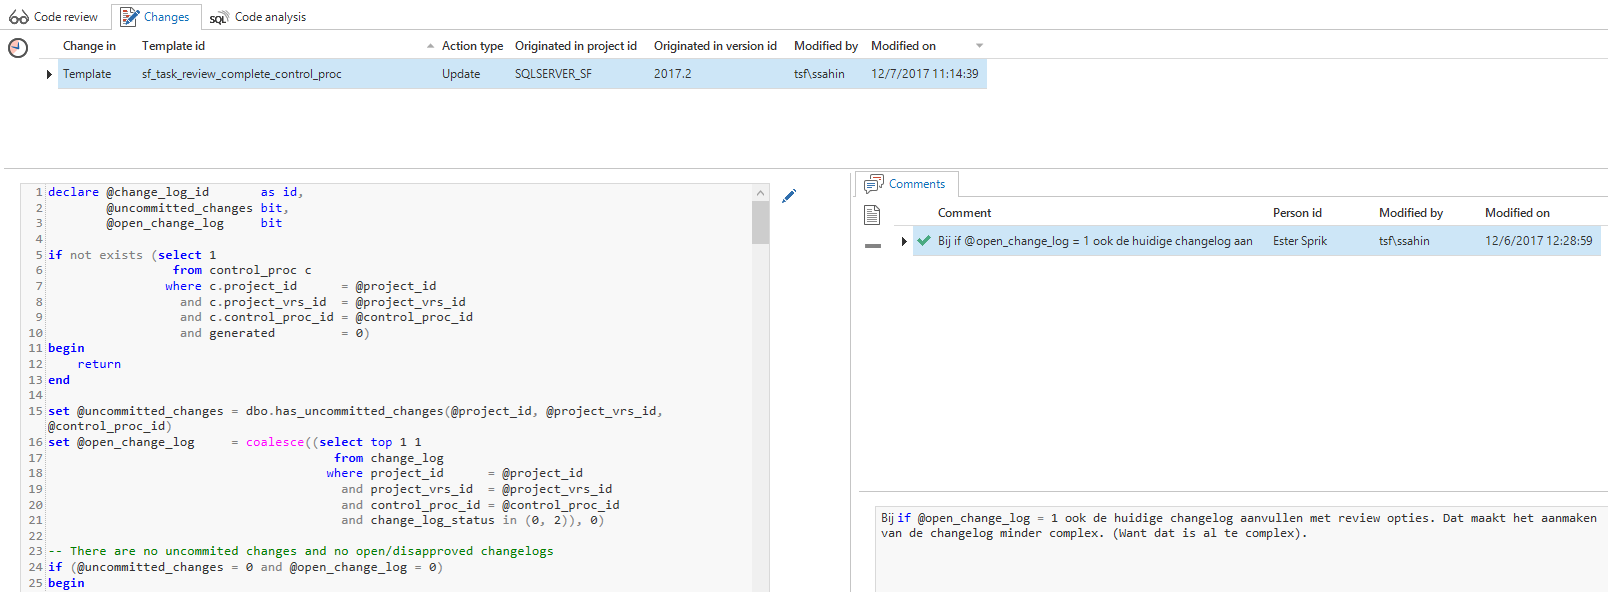 Code review Changes SQL Code analysis
Change in Template id Action type Originated in project id Originated in version id Modified by Modified on
Template sf_task_review_complete_control_proc Update SQLSERVER_SF 2017.2 tsf\ssahin 12/7/2017 11:14:39
1 declare @change_log_id as id,
2 @uncommitted_changes bit,
3 @open_change_log bit
4
5 if not exists (select 1
6 from control_proc c
7 where c.project_id = @project_id
8 and c.project_vrs_id = @project_vrs_id
9 and c.control_proc_id = @control_proc_id
10 and generated = 0)
11 begin
12 return
13 end
14
15 set @uncommitted_changes = dbo.has_uncommitted_changes(@project_id, @project_vrs_id,
@control_proc_id)
16 set @open_change_log = coalesce((select top 1 1
17 from change_log
18 where project_id = @project_id
19 and project_vrs_id = @project_vrs_id
20 and control_proc_id = @control_proc_id
21 and change_log_status in (0, 2)), 0)
22
23 -- There are no uncommited changes and no open/disapproved changelogs
24 if (@uncommitted_changes = 0 and @open_change_log = 0)
25 begin
Comments
Comment Person id Modified by Modified on
Bij if @open_change_log = 1 ook de huidige changelog aan Ester Sprik tsf\ssahin 12/6/2017 12:28:59
Bij if @open_change_log = 1 ook de huidige changelog aanvullen met review opties. Dat maakt het aanmaken
van de changelog minder complex. (Want dat is al te complex).